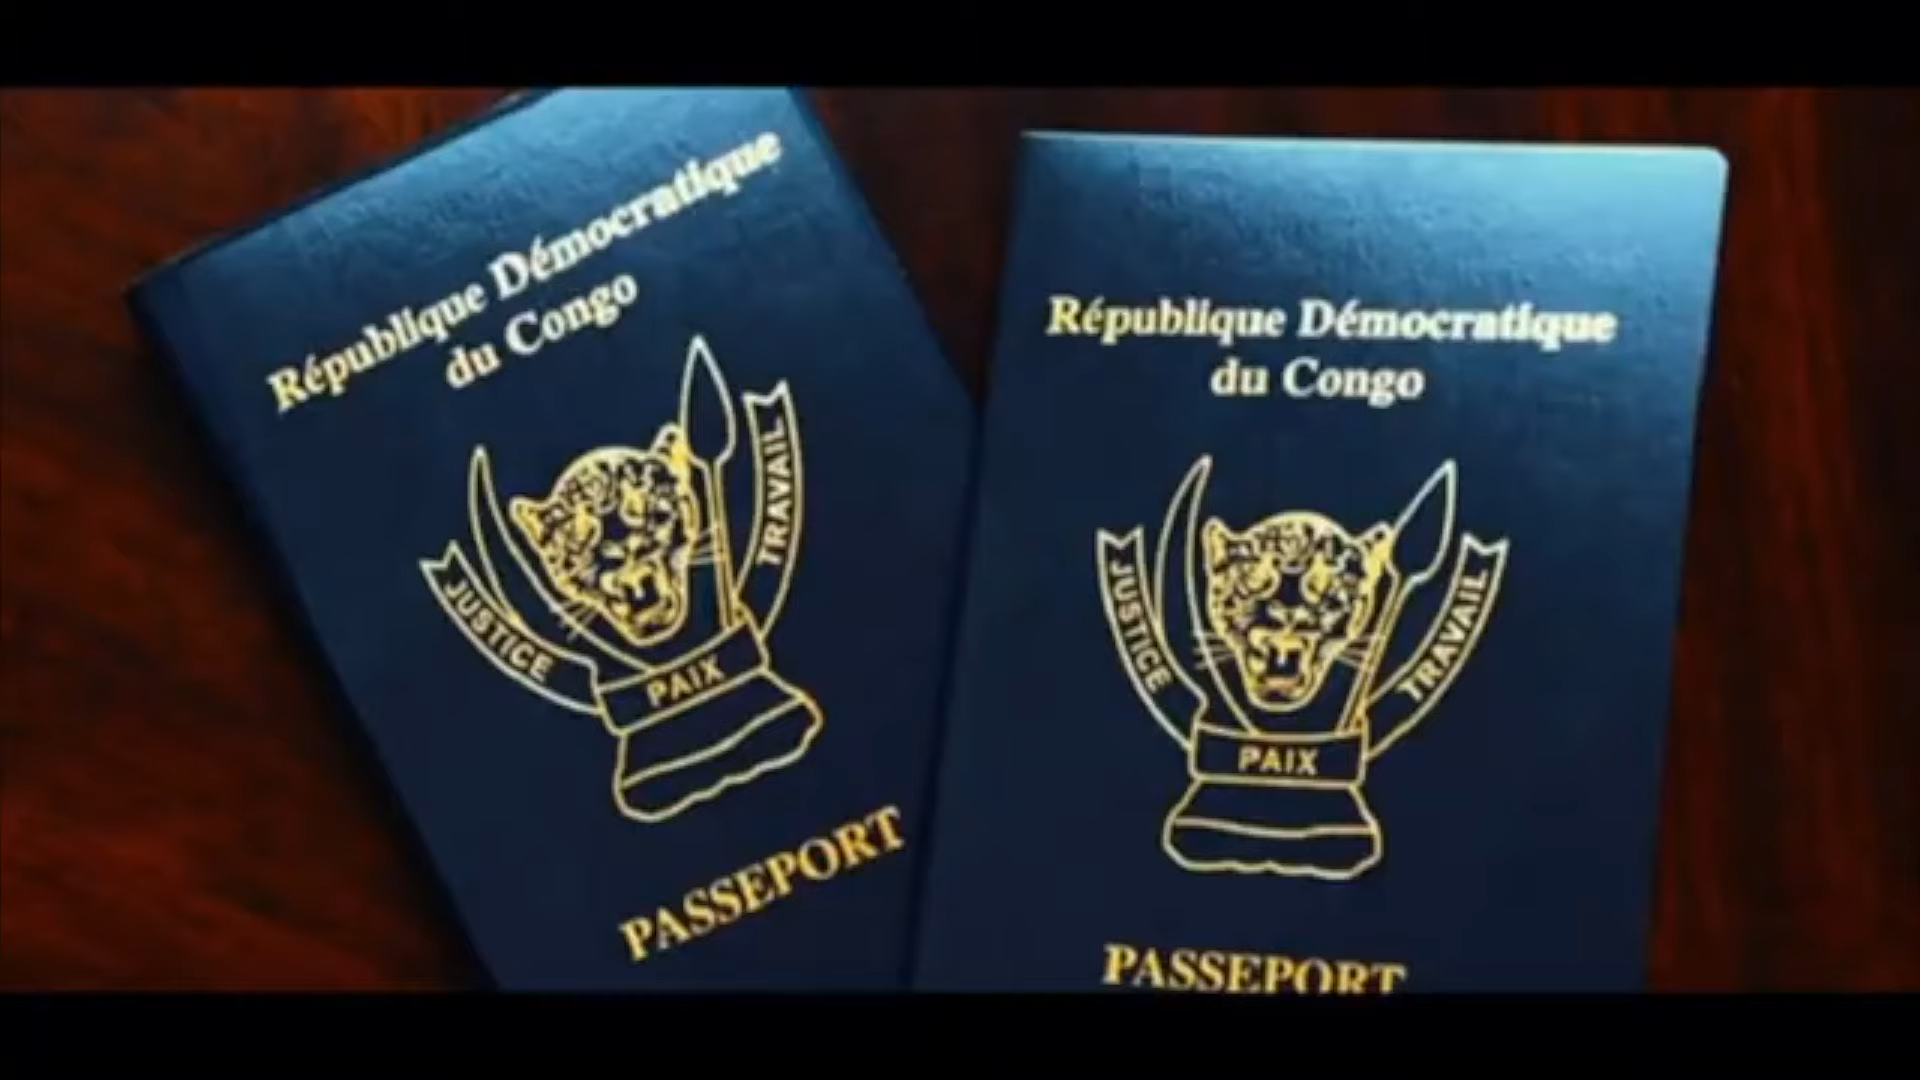 République Démocratique
du Congo
JUSTICE
PAIX
TRAVAIL
PASSEPORT
République Démocratique
du Congo
JUSTICE
PAIX
TRAVAIL
PASSEPORT